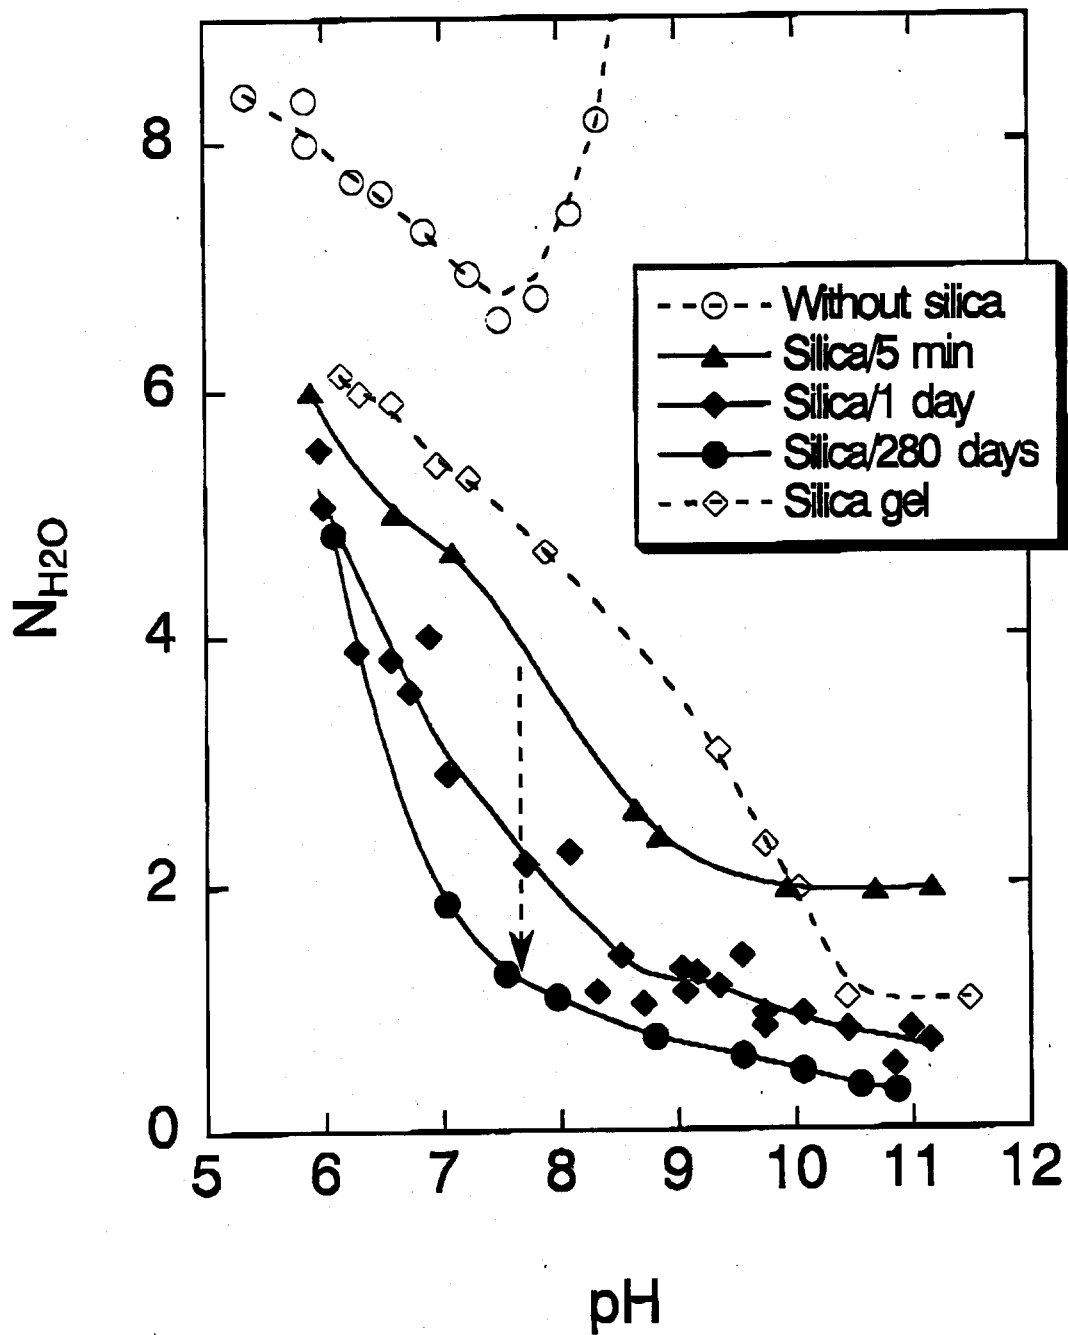 8
6
4
2
0
N_H2O
Without silica
Silica/5 min
Silica/1 day
Silica/280 days
Silica gel
5 6 7 8 9 10 11 12
pH